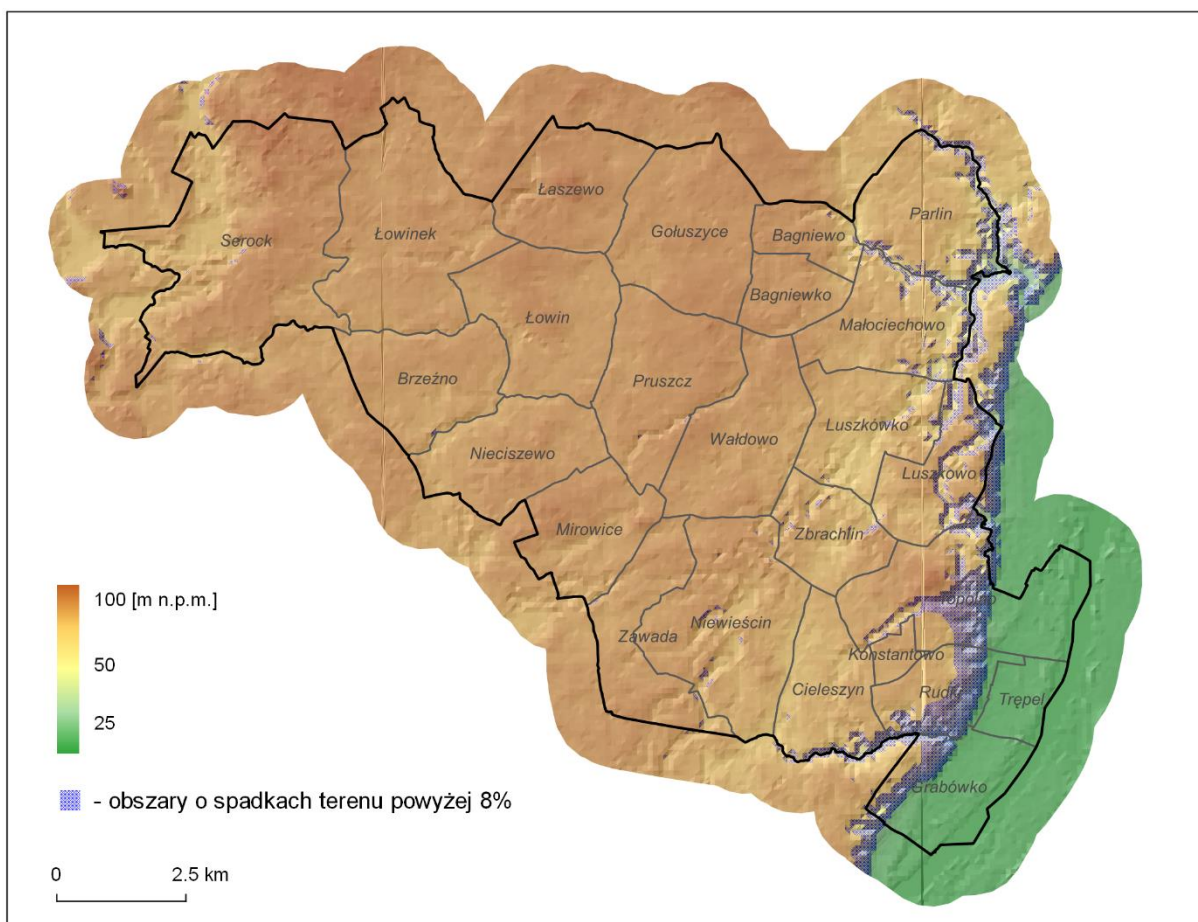 Parlin
Łaszewo
Bagniewo
Serock
Łowinek
Gołuszyce
Bagniewko
Łowin
Małociechowo
Brzeźno
Pruszcz
Luszkówko
Wałdowo
Nieciszewo
Luszkowo
Mirowice
Zbrachlin
100 [m n.p.m.]
50
25
Zawada
Niewieścin
Konstantowo
Cieleszyn
Rudki
Trępel
Grabówko
- obszary o spadkach terenu powyżej 8%
0
2.5 km